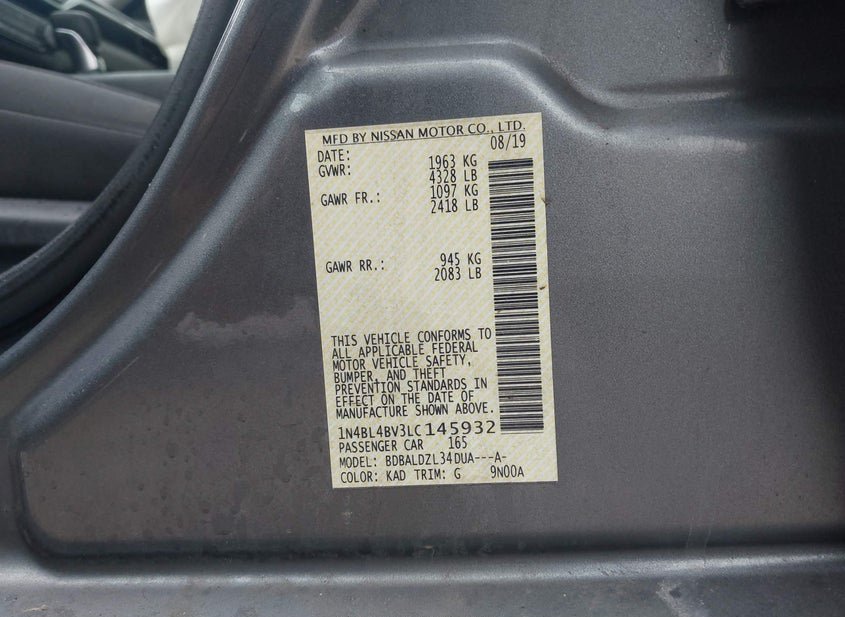 MFD BY NISSAN MOTOR CO., LTD.
DATE: 08/19
GVWR: 1963 KG
4328 LB
GAWR FR.: 1097 KG
2418 LB
GAWR RR.: 945 KG
2083 LB
THIS VEHICLE CONFORMS TO
ALL APPLICABLE FEDERAL
MOTOR VEHICLE SAFETY,
BUMPER, AND THEFT
PREVENTION STANDARDS IN
EFFECT ON THE DATE OF
MANUFACTURE SHOWN ABOVE.
1N4BL4BV3LC145932
PASSENGER CAR 165
MODEL: BDBALDZL34DUA---A-
COLOR: KAD TRIM: G 9N00A